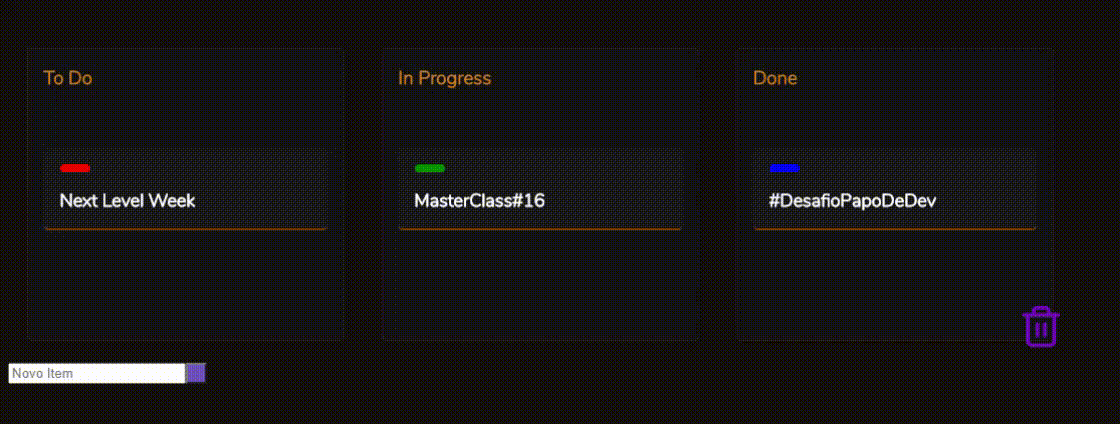 To Do
In Progress
Done
Next Level Week
MasterClass#16
#DesafioPapoDeDev
Novo Item